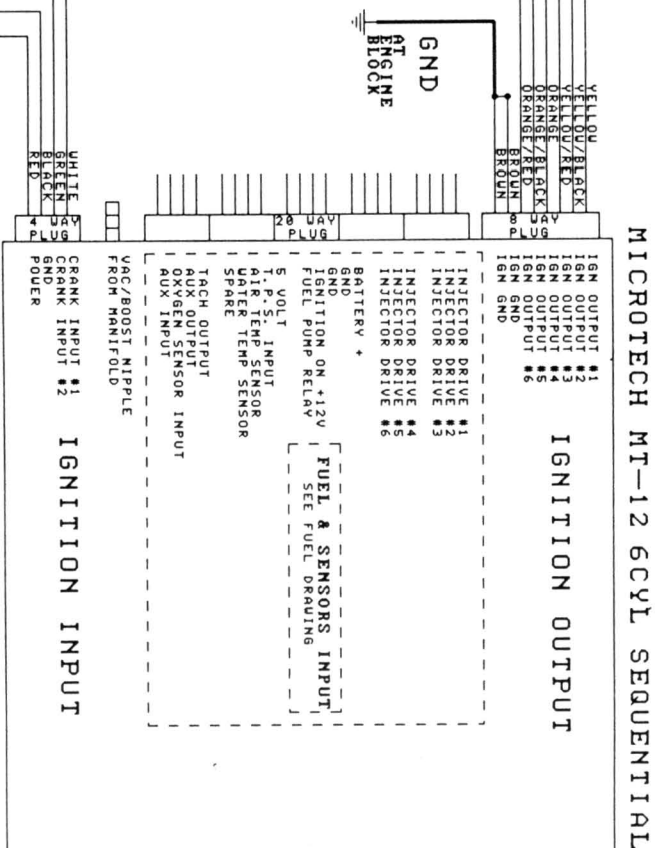 MICROTECH MT-12 6CYL SEQUENTIAL
YELLOW
YELLOW/BLACK
YELLOW/RED
ORANGE
ORANGE/BLACK
ORANGE/RED
BROWN
BROWN
8 WAY
PLUG
IGN OUTPUT #1
IGN OUTPUT #2
IGN OUTPUT #3
IGN OUTPUT #4
IGN OUTPUT #5
IGN OUTPUT #6
IGN GND
IGN GND
IGNITION OUTPUT
GND
AT
ENGINE
BLOCK
20 WAY
PLUG
INJECTOR DRIVE #1
INJECTOR DRIVE #2
INJECTOR DRIVE #3
INJECTOR DRIVE #4
INJECTOR DRIVE #5
INJECTOR DRIVE #6
BATTERY +
GND
GND
IGNITION ON +12V
FUEL PUMP RELAY
5 VOLT
T.P.S. INPUT
AIR TEMP SENSOR
WATER TEMP SENSOR
SPARE
TACH OUTPUT
AUX OUTPUT
OXYGEN SENSOR INPUT
AUX INPUT
FUEL & SENSORS INPUT
SEE FUEL DRAWING
VAC/BOOST NIPPLE
FROM MANIFOLD
WHITE
GREEN
BLACK
RED
4 WAY
PLUG
CRANK INPUT #1
CRANK INPUT #2
GND
POWER
IGNITION INPUT